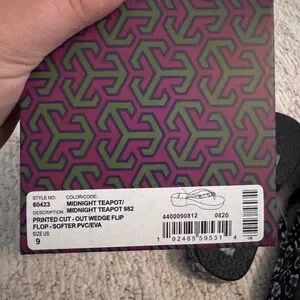 STYLE NO: COLOR/CODE:
60423 MIDNIGHT TEAPOT/
DESCRIPTION MIDNIGHT TEAPOT 982
PRINTED CUT - OUT WEDGE FLIP
FLOP - SOFTER PVC/EVA
SIZE US
9
4400090812 0820
1 92485 59531 4